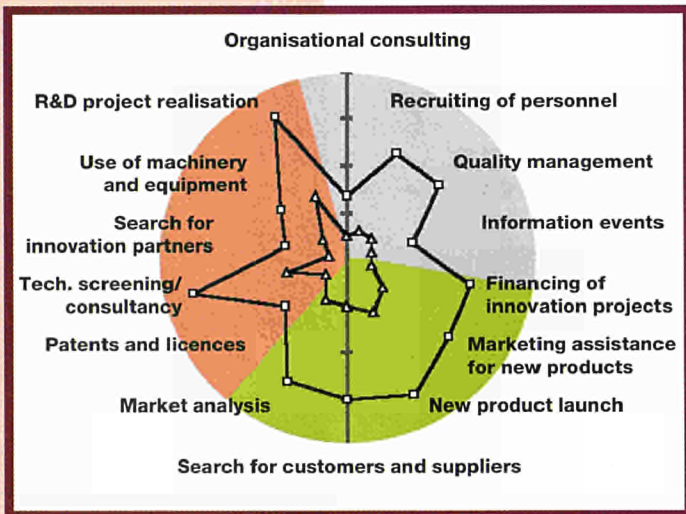 Organisational consulting
R&D project realisation
Recruiting of personnel
Use of machinery
and equipment
Quality management
Search for
innovation partners
Information events
Tech. screening/
consultancy
Financing of
innovation projects
Patents and licences
Marketing assistance
for new products
Market analysis
New product launch
Search for customers and suppliers